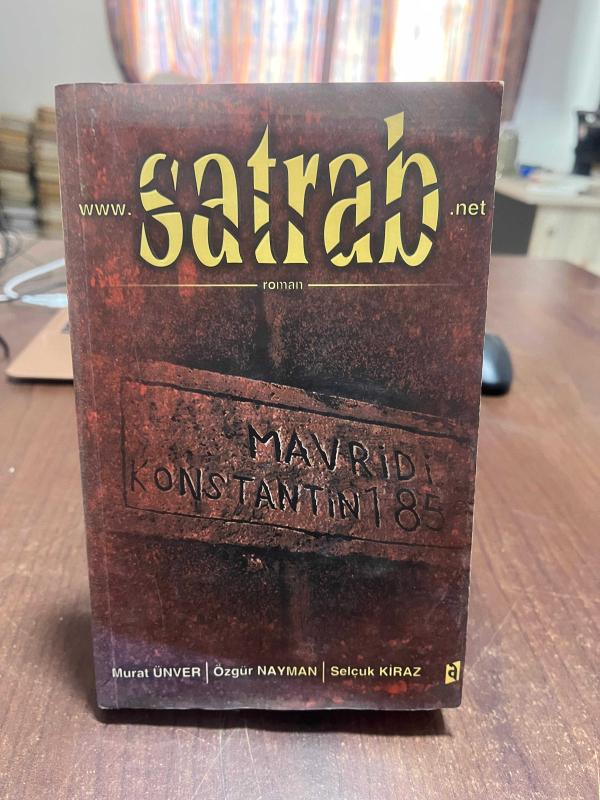 www.satrab.net
roman
MAVRiDi
KONSTANTiN 185
Murat ÜNVER | Özgür NAYMAN | Selçuk KİRAZ
a